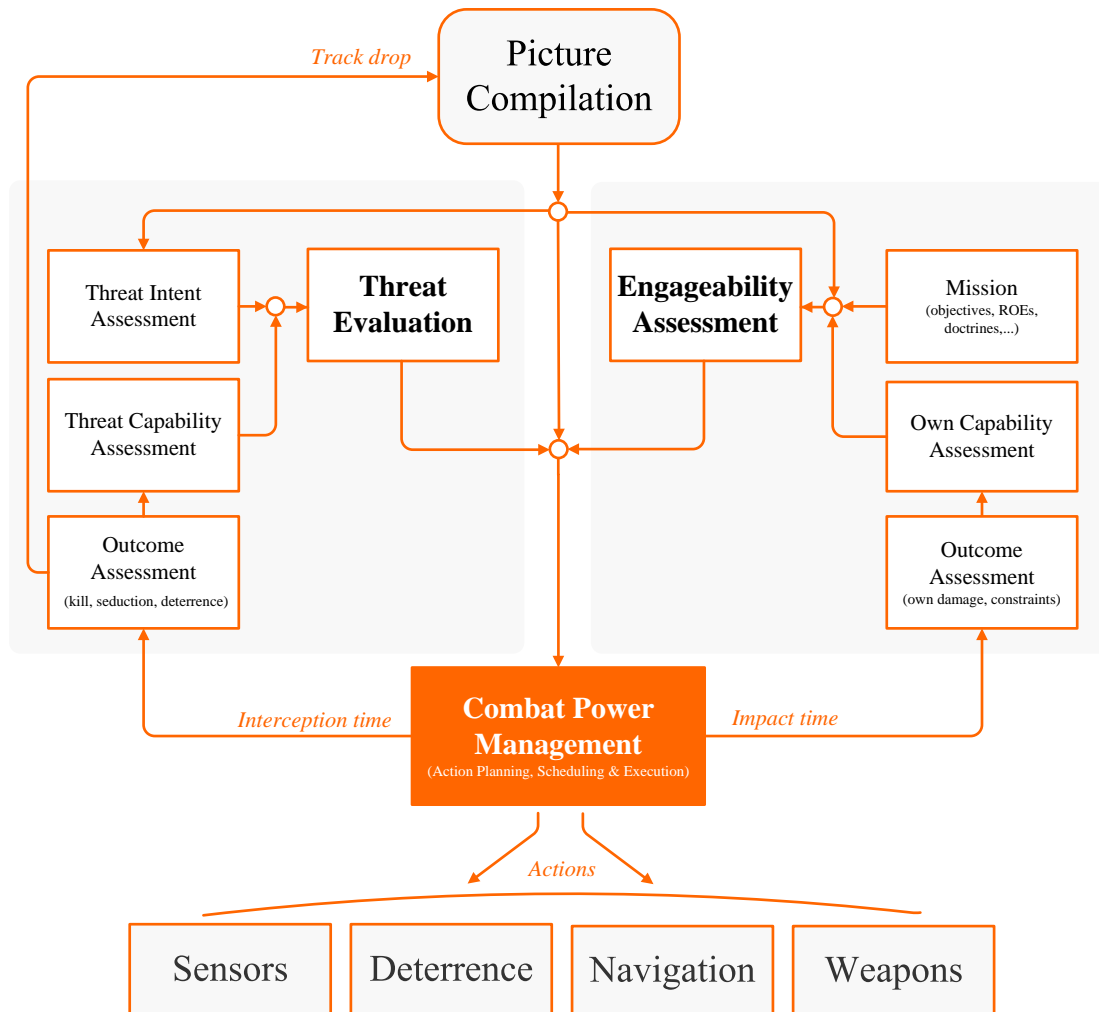 Track drop
Picture
Compilation
Threat Intent
Assessment
Threat
Evaluation
Engageability
Assessment
Mission
(objectives, ROEs,
doctrines,...)
Threat Capability
Assessment
Own Capability
Assessment
Outcome
Assessment
(kill, seduction, deterrence)
Outcome
Assessment
(own damage, constraints)
Interception time
Combat Power
Management
(Action Planning, Scheduling & Execution)
Impact time
Actions
Sensors
Deterrence
Navigation
Weapons